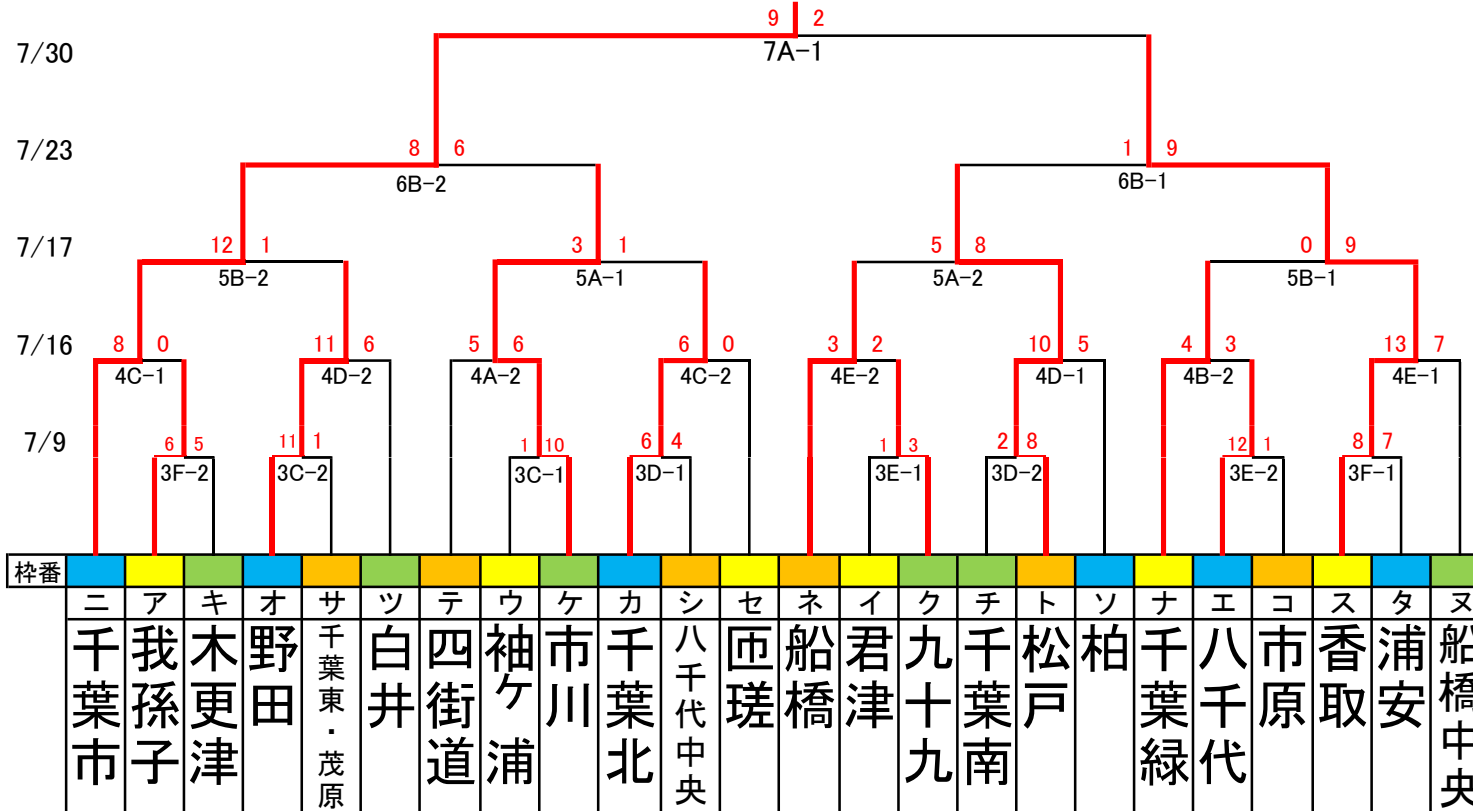 9 2
7/30
7A-1
7/23
8 6
1 9
6B-2
6B-1
7/17
12 1
3 1
5 8
0 9
5B-2
5A-1
5A-2
5B-1
7/16
8 0
11 6
5 6
6 0
3 2
10 5
4 3
13 7
4C-1
4D-2
4A-2
4C-2
4E-2
4D-1
4B-2
4E-1
7/9
6 5
11 1
1 10
6 4
1 3
2 8
12 1
8 7
3F-2
3C-2
3C-1
3D-1
3E-1
3D-2
3E-2
3F-1
枠番
ニ ア キ オ サ ツ テ ウ ケ カ シ セ ネ イ ク チ ト ソ ナ エ コ ス タ ヌ
千葉市
我孫子
木更津
野田
千葉東・茂原
白井
四街道
袖ケ浦
市川
千葉北
八千代中央
匝瑳
船橋
君津
九十九
千葉南
松戸
柏
千葉緑
八千代
市原
香取
浦安
船橋中央